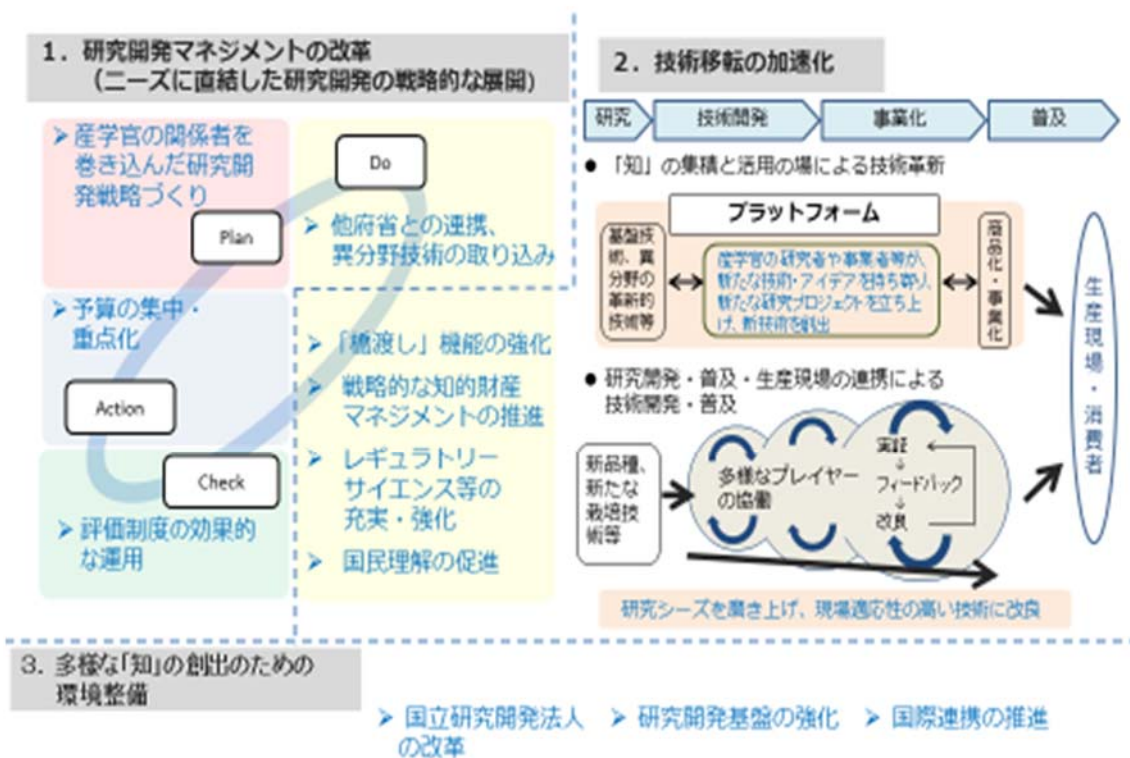 1. 研究開発マネジメントの改革
(ニーズに直結した研究開発の戦略的な展開)
➢ 産学官の関係者を
巻き込んだ研究開
発戦略づくり
Plan
Do
➢ 他府省との連携、
異分野技術の取り込み
➢ 予算の集中・
重点化
Action
Check
➢ 評価制度の効果的
な運用
➢ 「橋渡し」機能の強化
➢ 戦略的な知的財産
マネジメントの推進
➢ レギュラトリー
サイエンス等の
充実・強化
➢ 国民理解の促進
2. 技術移転の加速化
研究
技術開発
事業化
普及
● 「知」の集積と活用の場による技術革新
プラットフォーム
基盤技
術、異
分野の
革新的
技術等
産学官の研究者や事業者等が、
新たな技術・アイデアを持ち寄り、
新たな研究プロジェクトを立ち上
げ、新技術を創出
商品化・事業化
● 研究開発・普及・生産現場の連携による
技術開発・普及
新品種、
新たな
栽培技
術等
多様なプレイヤー
の協働
実証
↓
フィードバック
↓
改良
研究シーズを磨き上げ、現場適応性の高い技術に改良
生産現場・消費者
3. 多様な「知」の創出のための
環境整備
➢ 国立研究開発法人
の改革
➢ 研究開発基盤の強化
➢ 国際連携の推進